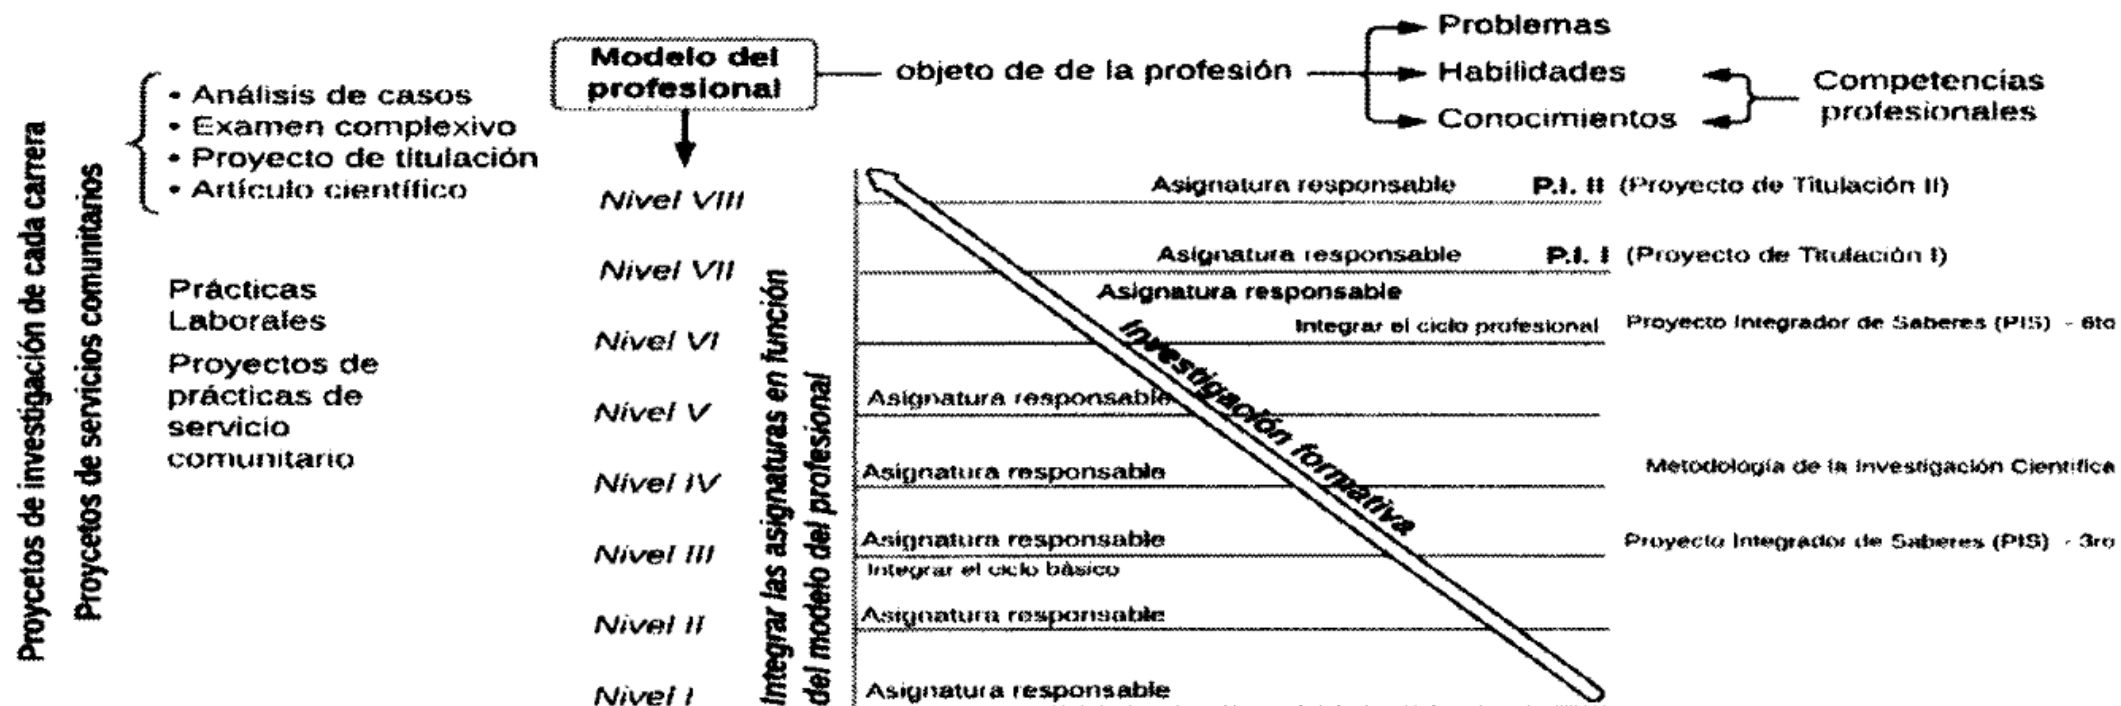 Proycetos de investigación de cada carrera
Proycetos de servicios comunitarios
• Análisis de casos
• Examen complexivo
• Proyecto de titulación
• Artículo científico
Prácticas
Laborales
Proyectos de
prácticas de
servicio
comunitario
Modelo del
profesional
objeto de de la profesión
Problemas
Habilidades
Conocimientos
Competencias
profesionales
Integrar las asignaturas en función
del modelo del profesional
Nivel VIII
Asignatura responsable P.I. II (Proyecto de Titulación II)
Nivel VII
Asignatura responsable P.I. I (Proyecto de Titulación I)
Asignatura responsable
Nivel VI
Integrar el ciclo profesional Proyecto Integrador de Saberes (PIS) - 6to
Investigación formativa
Nivel V
Asignatura responsable
Nivel IV
Asignatura responsable Metodología de la Investigación Científica
Nivel III
Asignatura responsable Proyecto Integrador de Saberes (PIS) - 3ro
Integrar el ciclo básico
Nivel II
Asignatura responsable
Nivel I
Asignatura responsable